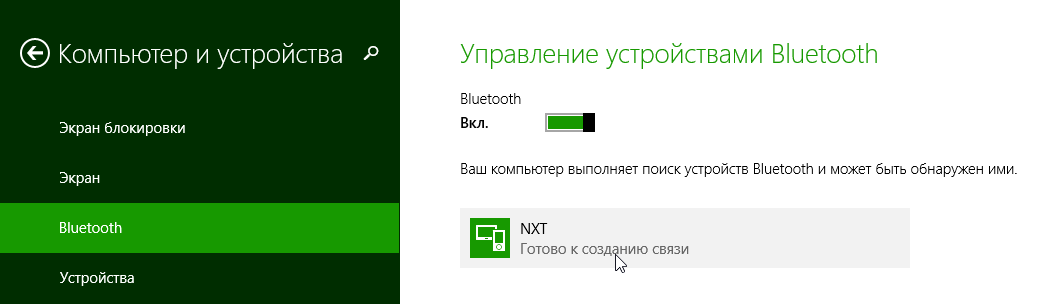 Компьютер и устройства
Экран блокировки
Экран
Bluetooth
Устройства
Управление устройствами Bluetooth
Bluetooth
Вкл.
Ваш компьютер выполняет поиск устройств Bluetooth и может быть обнаружен ими.
NXT
Готово к созданию связи